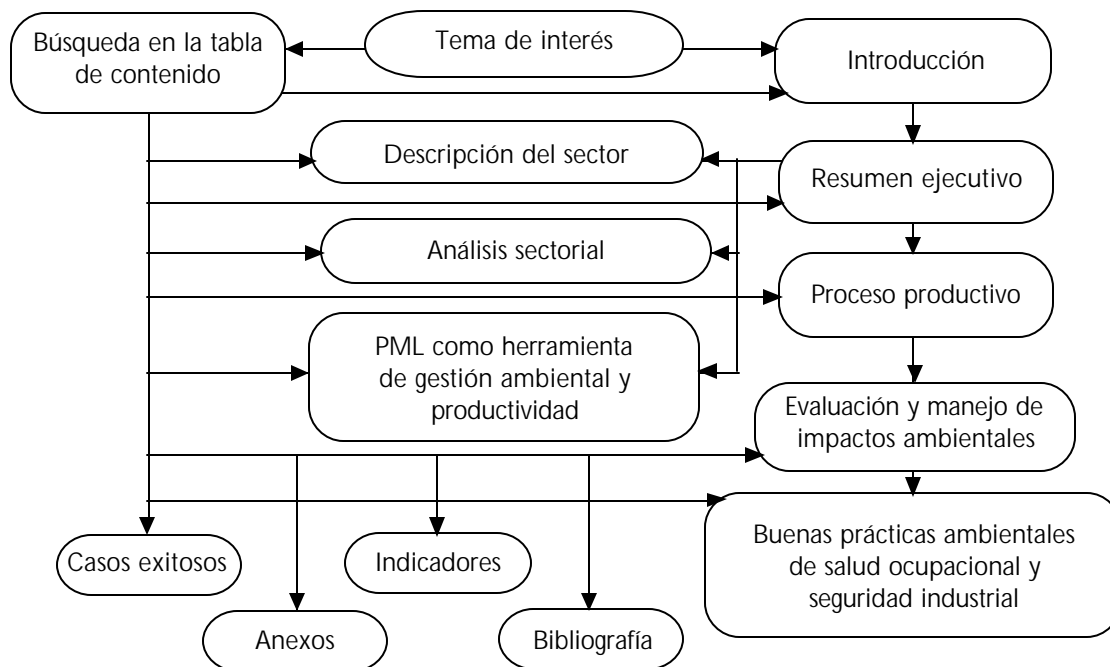 Búsqueda en la tabla
de contenido
Tema de interés
Introducción
Descripción del sector
Resumen ejecutivo
Análisis sectorial
Proceso productivo
PML como herramienta
de gestión ambiental y
productividad
Evaluación y manejo de
impactos ambientales
Casos exitosos
Indicadores
Buenas prácticas ambientales
de salud ocupacional y
seguridad industrial
Anexos
Bibliografía